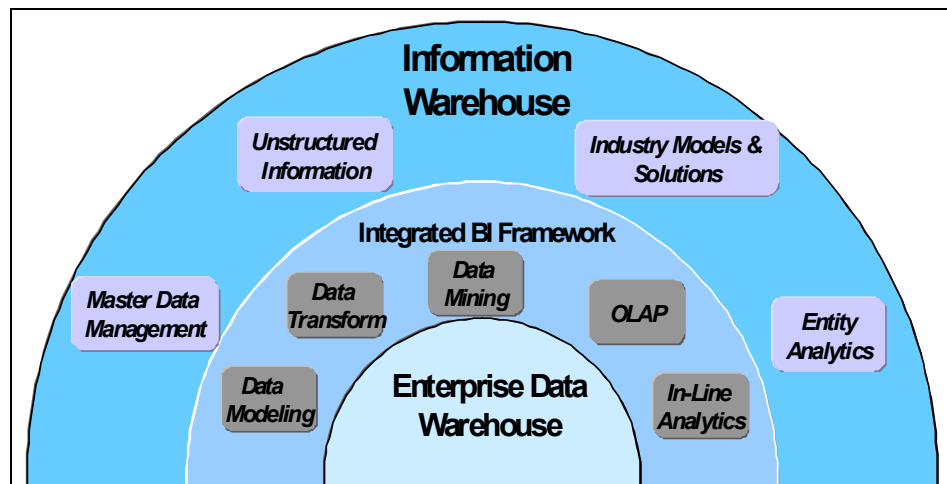 Information
Warehouse
Unstructured
Information
Industry Models &
Solutions
Integrated BI Framework
Master Data
Management
Data
Transform
Data
Mining
OLAP
Entity
Analytics
Data
Modeling
Enterprise Data
Warehouse
In-Line
Analytics